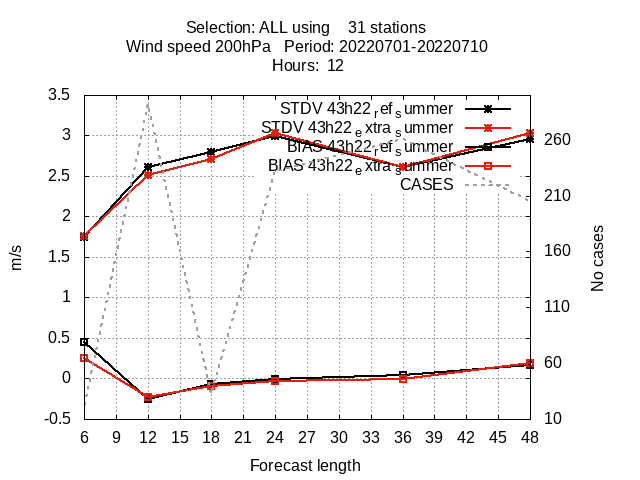 Selection: ALL using 31 stations
Wind speed 200hPa Period: 20220701-20220710
Hours: 12
STDV 43h22_ref_summer
STDV 43h22_extra_summer
BIAS 43h22_ref_summer
BIAS 43h22_extra_summer
CASES
3.5
3
2.5
2
1.5
1
0.5
0
-0.5
m/s
260
210
160
110
60
10
No cases
6 9 12 15 18 21 24 27 30 33 36 39 42 45 48
Forecast length